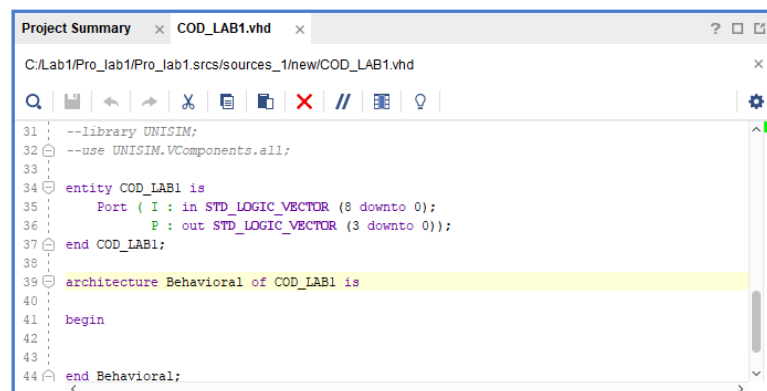 Project Summary × COD_LAB1.vhd ×
C:/Lab1/Pro_lab1/Pro_lab1.srcs/sources_1/new/COD_LAB1.vhd
31 --library UNISIM;
32 --use UNISIM.VComponents.all;
33
34 entity COD_LAB1 is
35 Port ( I : in STD_LOGIC_VECTOR (8 downto 0);
36 P : out STD_LOGIC_VECTOR (3 downto 0));
37 end COD_LAB1;
38
39 architecture Behavioral of COD_LAB1 is
40
41 begin
42
43
44 end Behavioral;